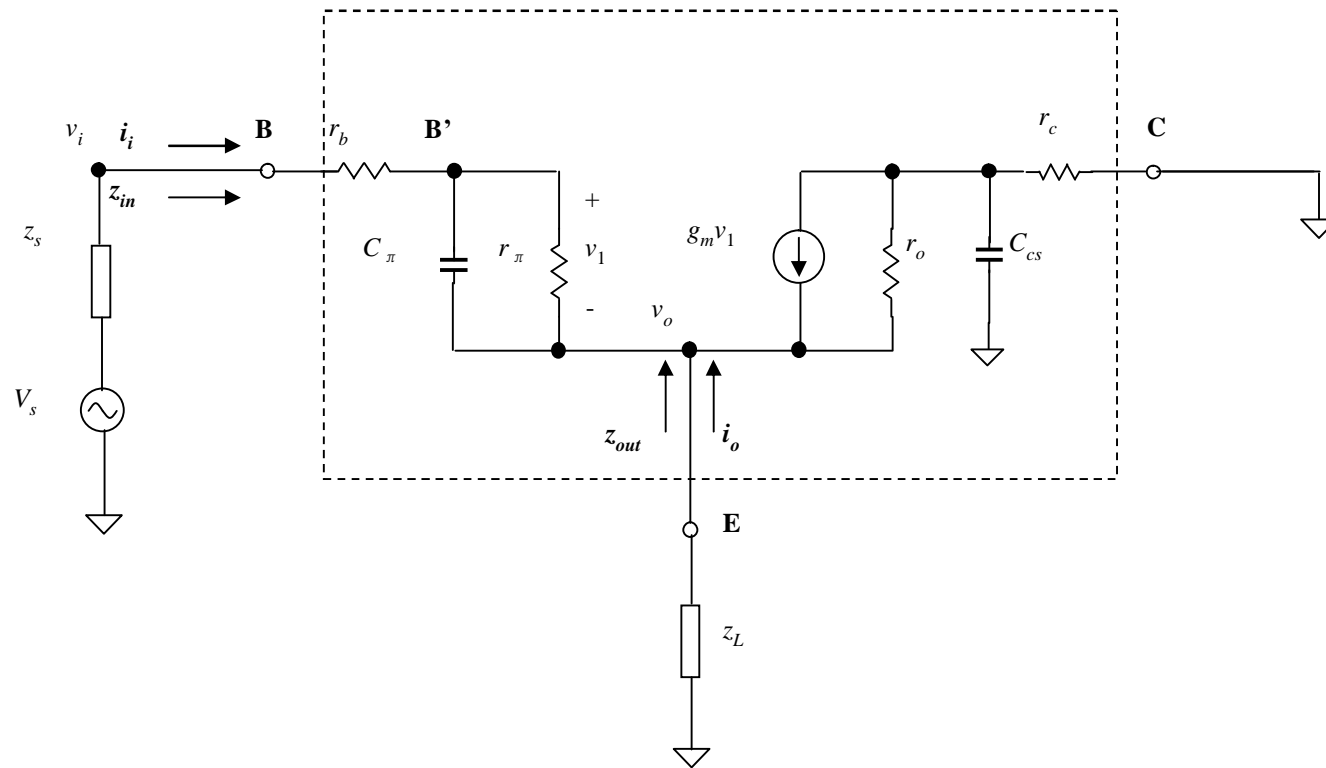 v_i
i_i
B
r_b
B’
r_c
C
z_in
z_s
C_π
r_π
+
v_1
-
g_m v_1
r_o
C_cs
v_o
V_s
z_out
i_o
E
z_L